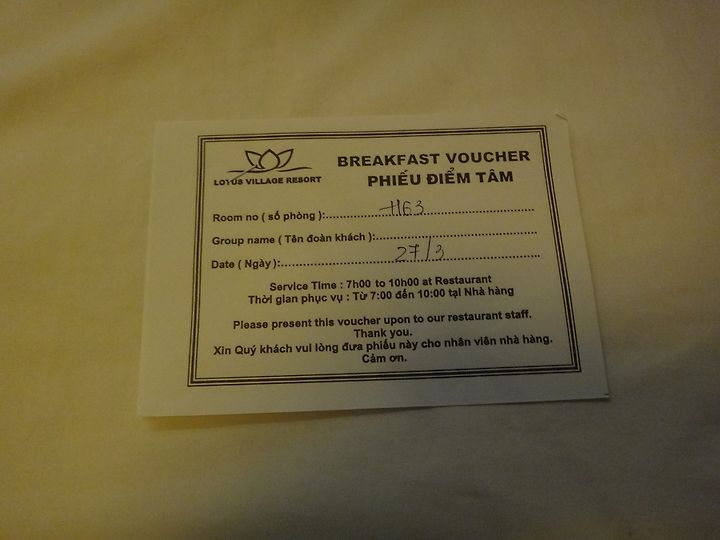 LOTUS VILLAGE RESORT
BREAKFAST VOUCHER
PHIẾU ĐIỂM TÂM
Room no ( số phòng ):........H63........
Group name ( Tên đoàn khách ):........
Date ( Ngày ):........27/3........
Service Time : 7h00 to 10h00 at Restaurant
Thời gian phục vụ : Từ 7:00 đến 10:00 tại Nhà hàng
Please present this voucher upon to our restaurant staff.
Thank you.
Xin Quý khách vui lòng đưa phiếu này cho nhân viên nhà hàng.
Cảm ơn.